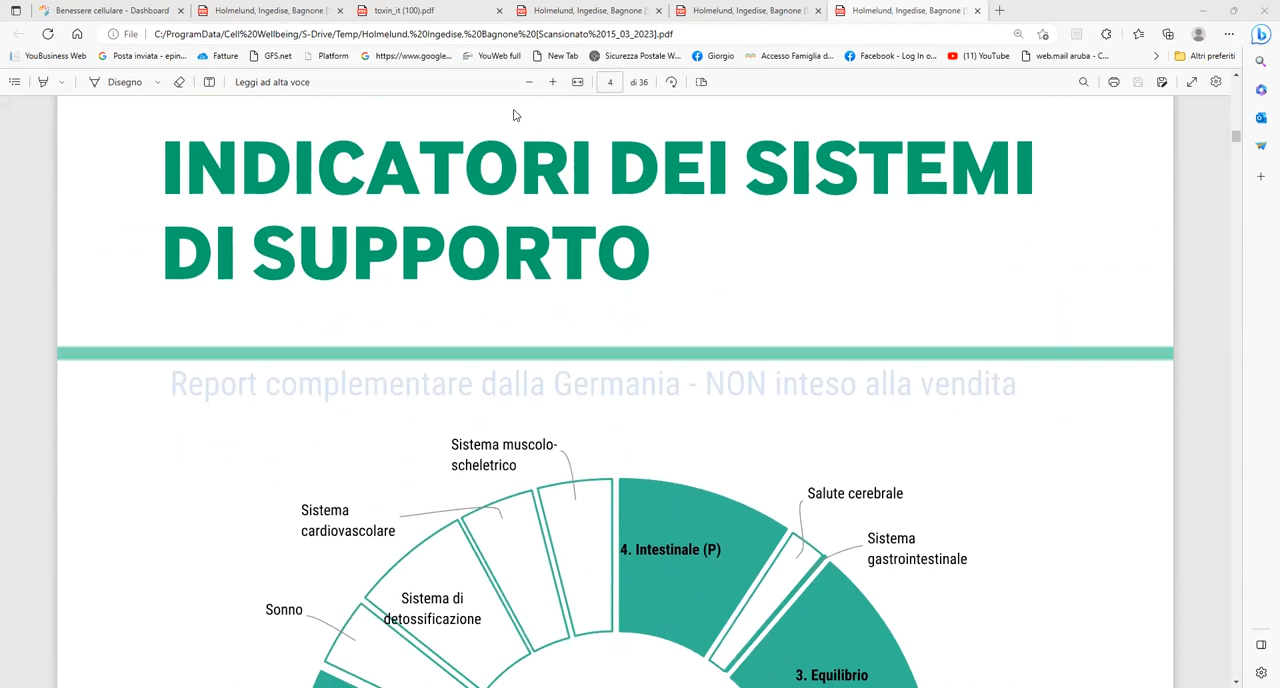 Benessere cellulare - Dashboard
Holmelund, Ingedise, Bagnone [
toxin_it (100).pdf
Holmelund, Ingedise, Bagnone [S
Holmelund, Ingedise, Bagnone [
Holmelund, Ingedise, Bagnone [S
File
C:/ProgramData/Cell%20Wellbeing/S-Drive/Temp/Holmelund,%20Ingedise.%20Bagnone%20[Scansionato%2015_03_2023].pdf
YouBusiness Web
Posta inviata - epin...
Fatture
GFS.net
Platform
https://www.google...
YouWeb full
New Tab
Sicurezza Postale W...
Giorgio
Accesso Famiglia d...
Facebook - Log In o...
(11) YouTube
web.mail aruba - C...
Altri preferiti
Disegno
Leggi ad alta voce
4
di 36
INDICATORI DEI SISTEMI
DI SUPPORTO
Report complementare dalla Germania - NON inteso alla vendita
Sistema muscolo-
scheletrico
Salute cerebrale
Sistema
cardiovascolare
Sistema
gastrointestinale
4. Intestinale (P)
Sistema di
detossificazione
Sonno
3. Equilibrio